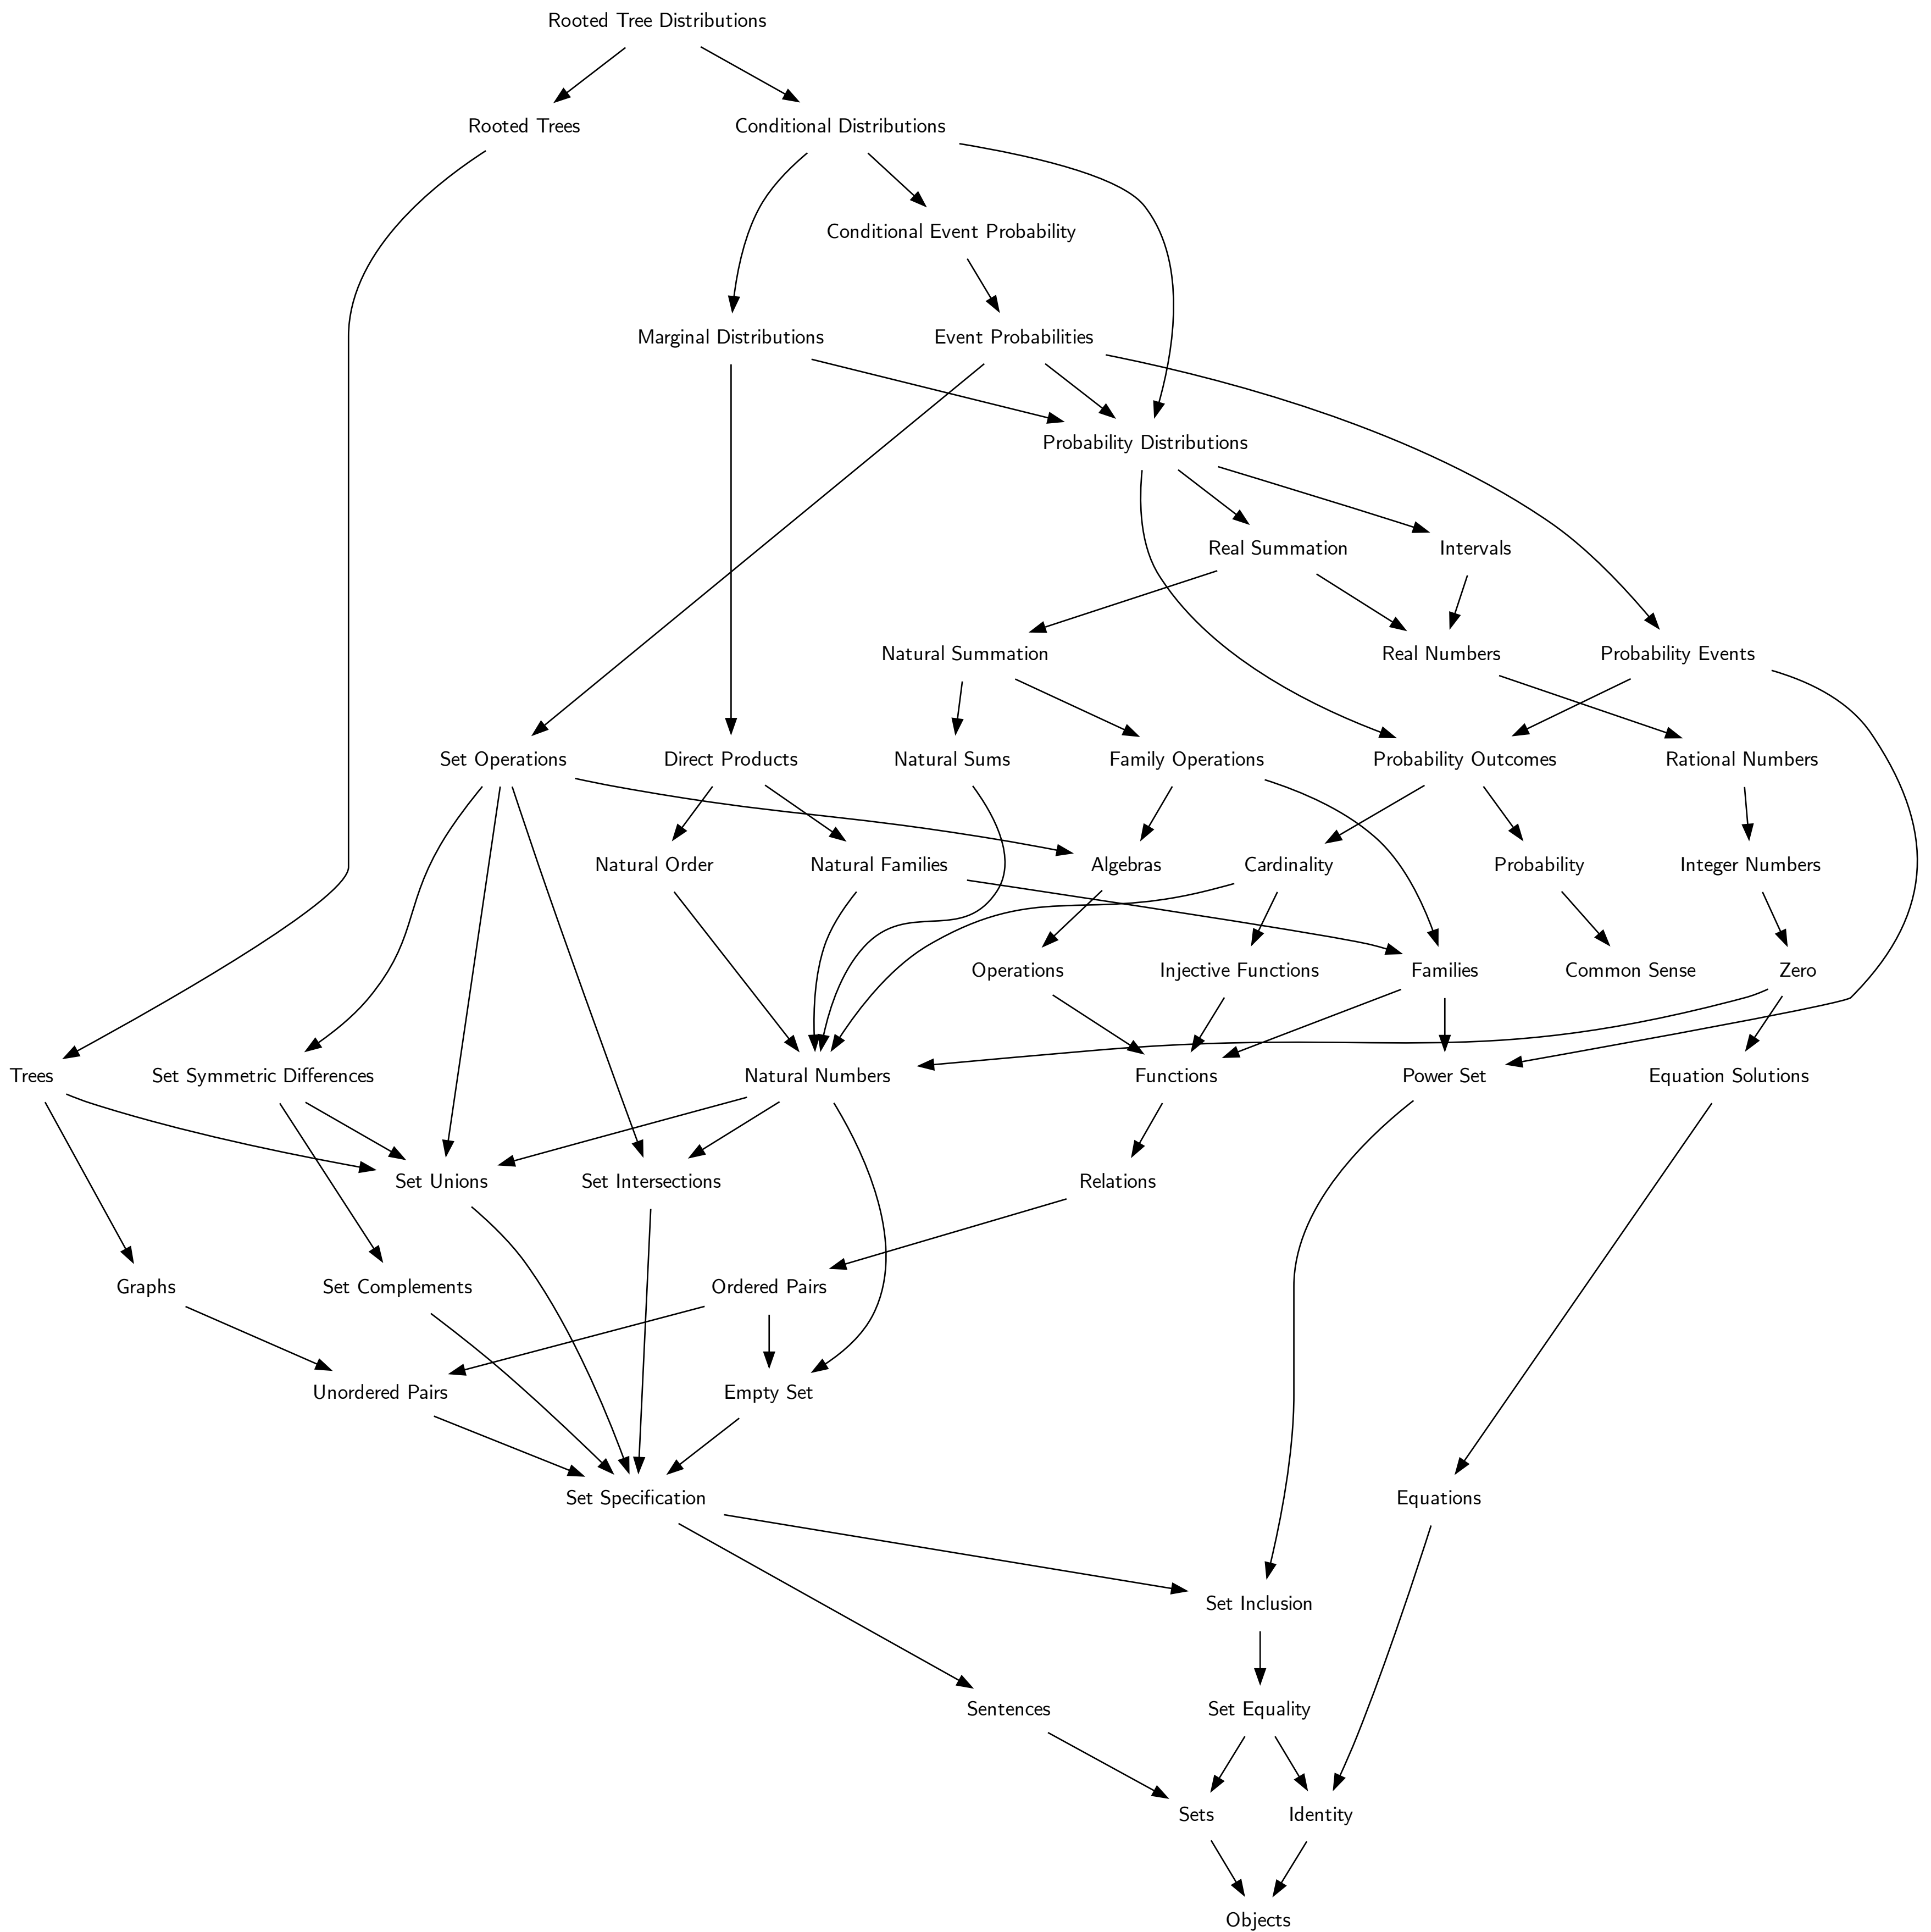 Rooted Tree Distributions
Rooted Trees
Conditional Distributions
Conditional Event Probability
Marginal Distributions
Event Probabilities
Probability Distributions
Real Summation
Intervals
Natural Summation
Real Numbers
Probability Events
Set Operations
Direct Products
Natural Sums
Family Operations
Probability Outcomes
Rational Numbers
Natural Order
Natural Families
Algebras
Cardinality
Probability
Integer Numbers
Operations
Injective Functions
Families
Common Sense
Zero
Trees
Set Symmetric Differences
Natural Numbers
Functions
Power Set
Equation Solutions
Set Unions
Set Intersections
Relations
Graphs
Set Complements
Ordered Pairs
Unordered Pairs
Empty Set
Set Specification
Equations
Set Inclusion
Sentences
Set Equality
Sets
Identity
Objects